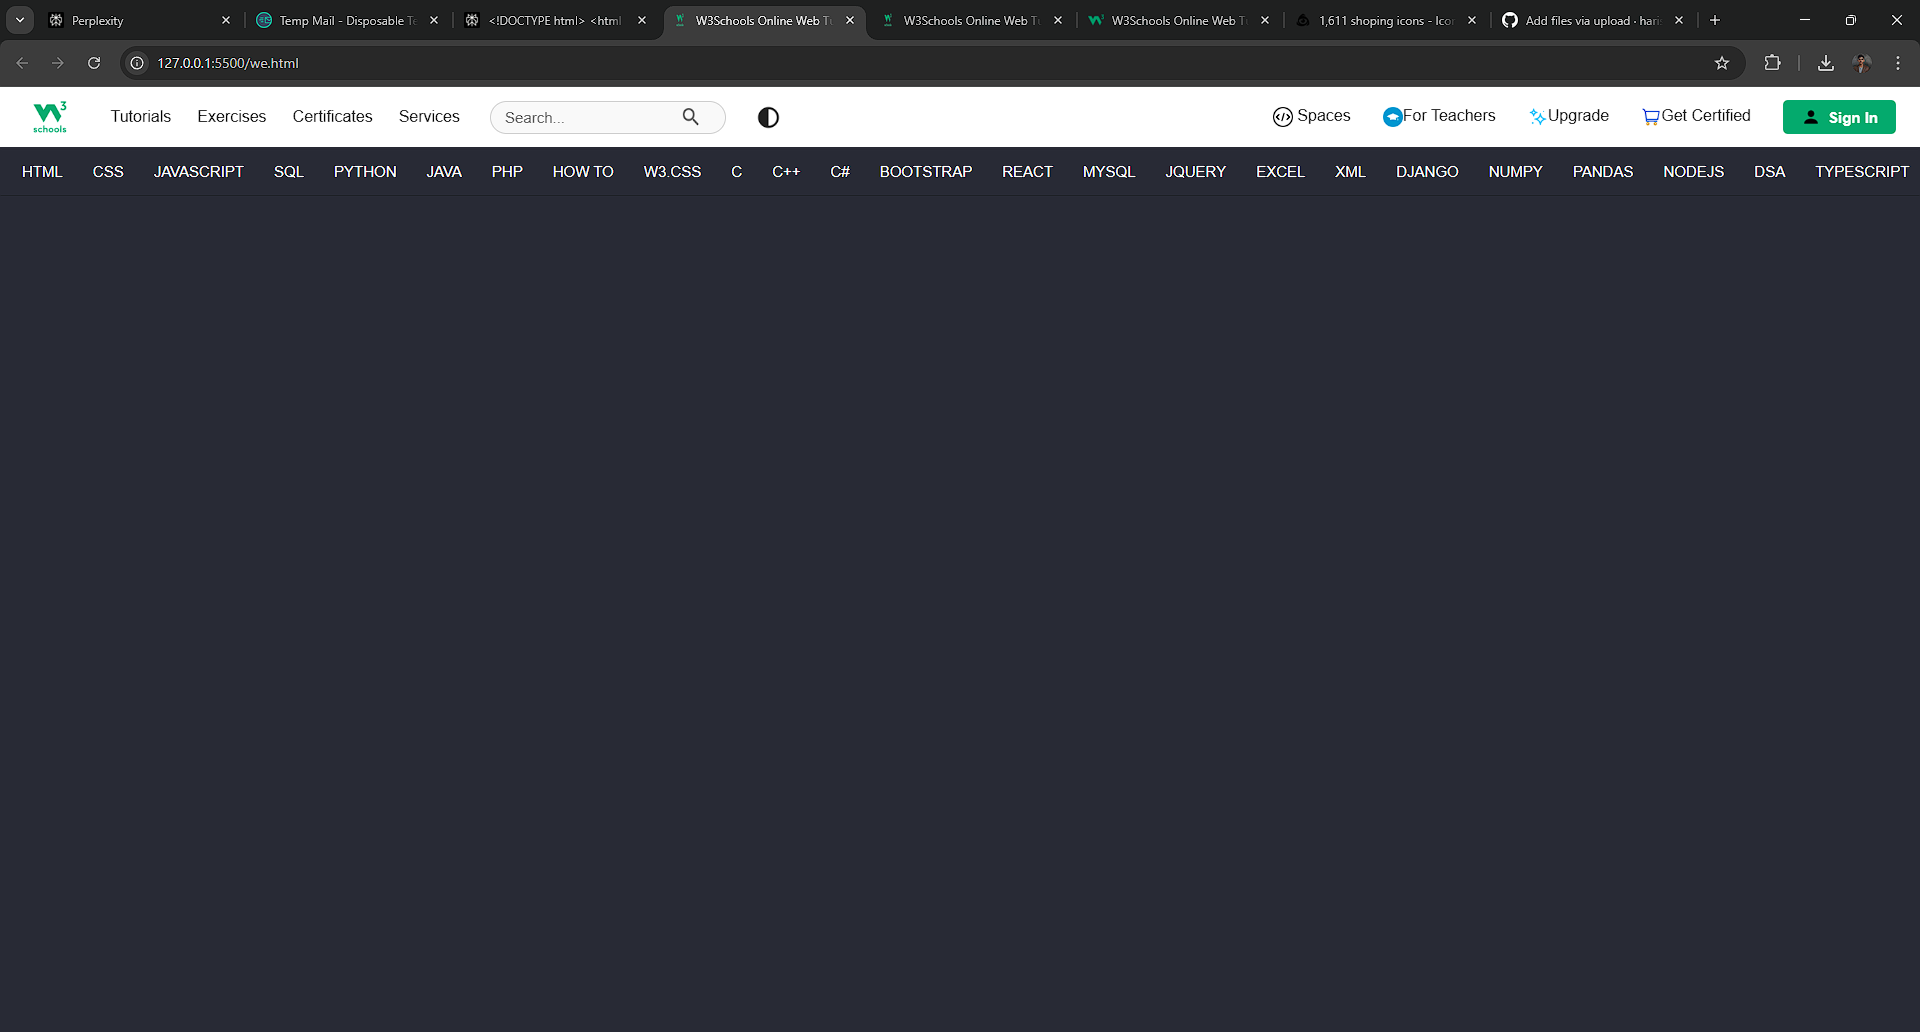 Perplexity
Temp Mail - Disposable Te
<!DOCTYPE html> <html
W3Schools Online Web Tu
W3Schools Online Web Tu
W3Schools Online Web Tu
1,611 shoping icons - Icon
Add files via upload · haris
127.0.0.1:5500/we.html
3
schools
Tutorials
Exercises
Certificates
Services
Search...
Spaces
For Teachers
Upgrade
Get Certified
Sign In
HTML CSS JAVASCRIPT SQL PYTHON JAVA PHP HOW TO W3.CSS C C++ C# BOOTSTRAP REACT MYSQL JQUERY EXCEL XML DJANGO NUMPY PANDAS NODEJS DSA TYPESCRIPT